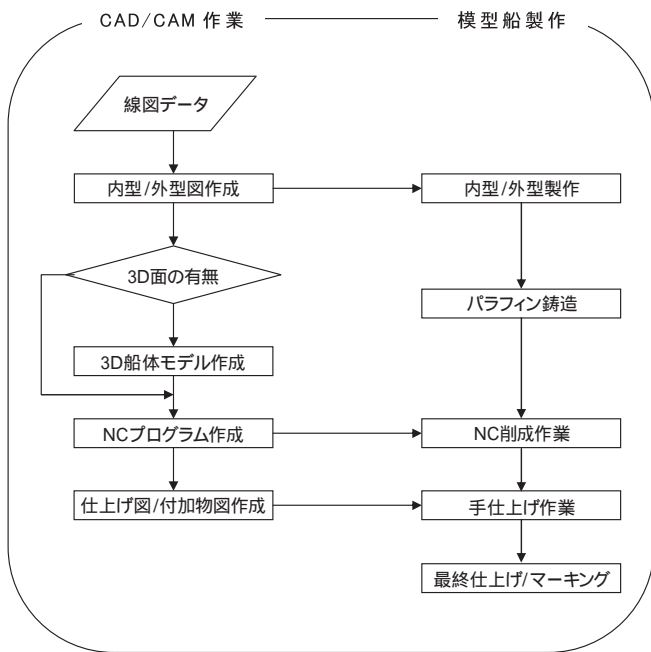 CAD/CAM 作業
模型船製作
線図データ
内型/外型図作成
内型/外型製作
3D面の有無
パラフィン鋳造
3D船体モデル作成
NCプログラム作成
NC削成作業
仕上げ図/付加物図作成
手仕上げ作業
最終仕上げ/マーキング